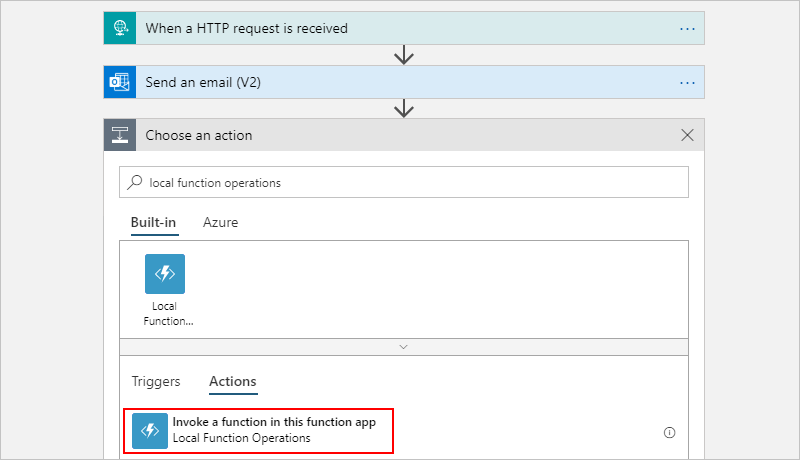 When a HTTP request is received
Send an email (V2)
Choose an action
local function operations
Built-in Azure
Local
Function...
Triggers Actions
Invoke a function in this function app
Local Function Operations